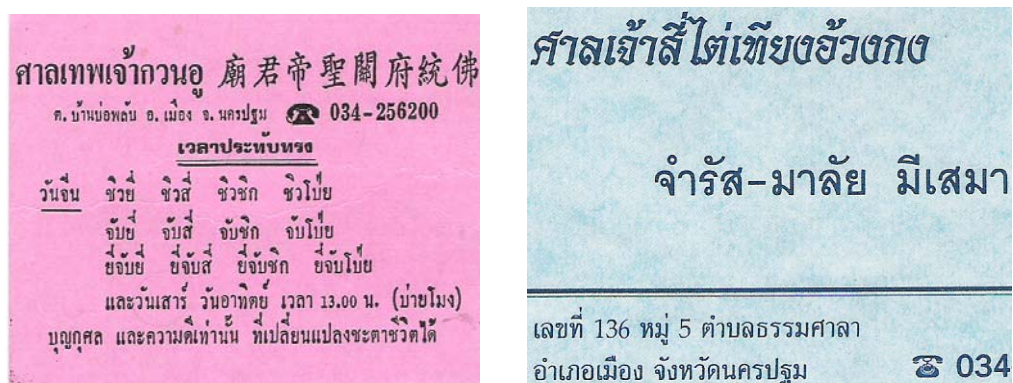 ศาลเทพเจ้ากวนอู 廟君帝聖關府統佛
ต. บ้านบ่อพลับ อ. เมือง จ. นครปฐม ☎ 034-256200
เวลาประทับทรง
วันจีน ชิวยี่ ชิวสี่ ชิวชิก ชิวโป่ย
จับยี่ จับสี่ จับชิก จับโป่ย
ยี่จับยี่ ยี่จับสี่ ยี่จับชิก ยี่จับโป่ย
และวันเสาร์ วันอาทิตย์ เวลา 13.00 น. (บ่ายโมง)
บุญกุศล และความดีเท่านั้น ที่เปลี่ยนแปลงชะตาชีวิตได้
ศาลเจ้าสี่ไต่เทียงอ้วงกง
จำรัส-มาลัย มีเสมา
เลขที่ 136 หมู่ 5 ตำบลธรรมศาลา
อำเภอเมือง จังหวัดนครปฐม ☎ 034